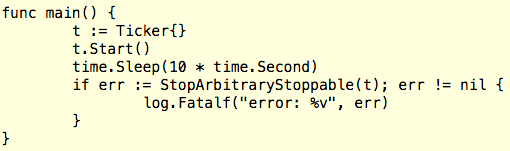 func main() {
        t := Ticker{}
        t.Start()
        time.Sleep(10 * time.Second)
        if err := StopArbitraryStoppable(t); err != nil {
                log.Fatalf("error: %v", err)
        }
}